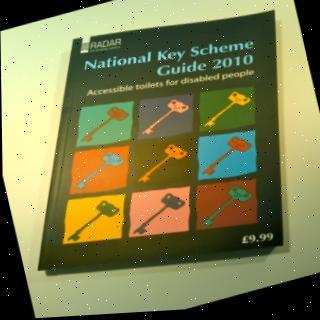 RADAR
National Key Scheme
Guide 2010
Accessible toilets for disabled people
£9.99